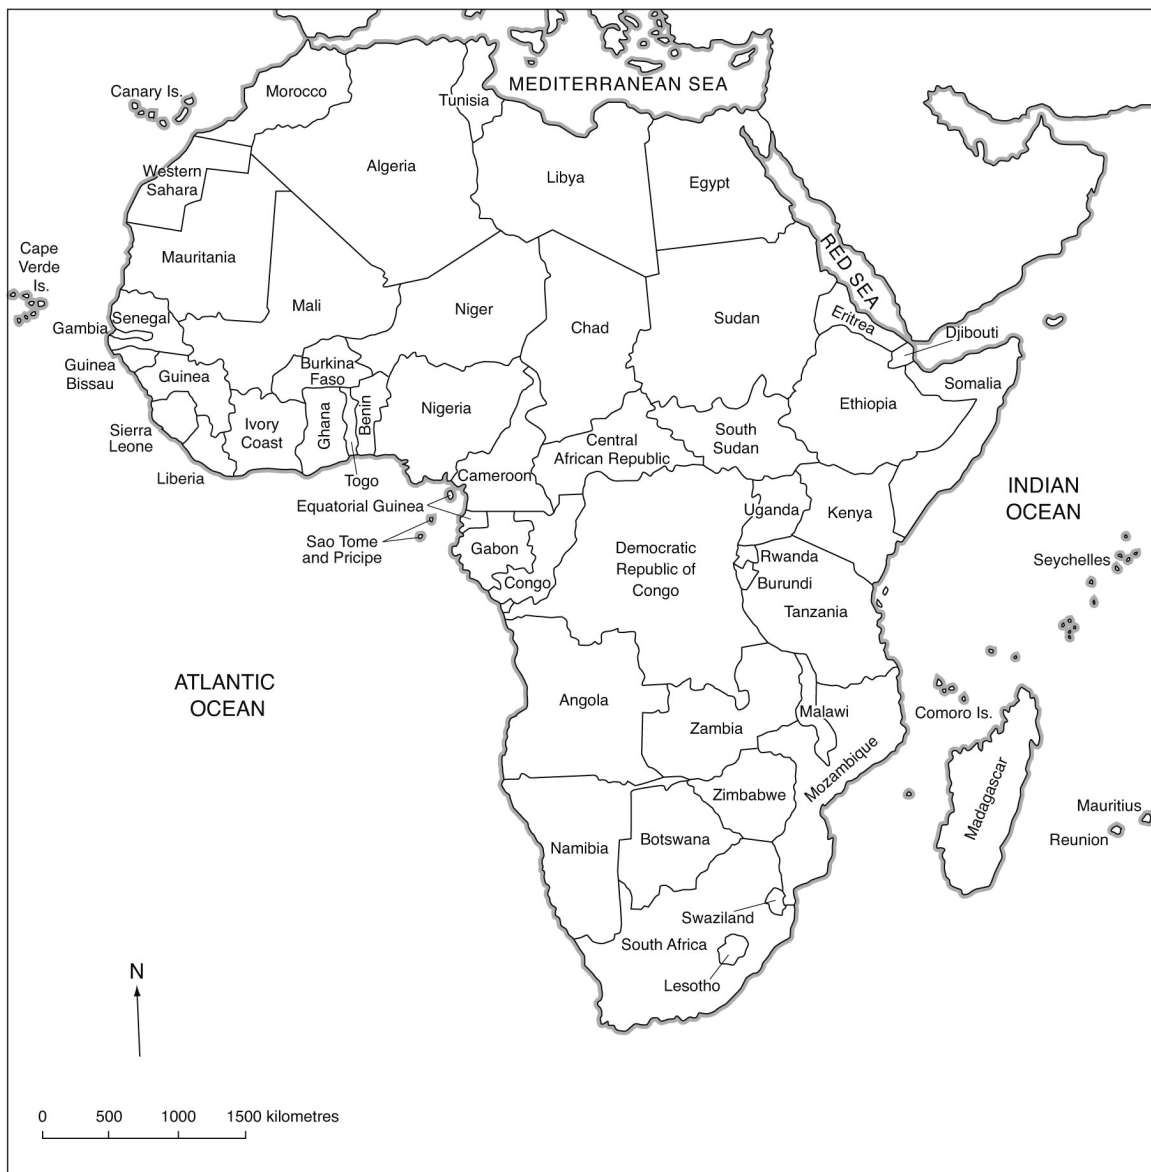 MEDITERRANEAN SEA
Canary Is.
Morocco
Tunisia
Algeria
Libya
Egypt
Western
Sahara
Cape
Verde
Is.
Mauritania
Mali
Niger
Chad
Sudan
RED SEA
Eritrea
Djibouti
Senegal
Gambia
Guinea
Bissau
Guinea
Burkina
Faso
Somalia
Ethiopia
Nigeria
Benin
Ghana
Ivory
Coast
Sierra
Leone
Liberia
Togo
Central
African Republic
South
Sudan
Cameroon
Equatorial Guinea
Sao Tome
and Pricipe
Gabon
Congo
Democratic
Republic of
Congo
Uganda
Kenya
INDIAN
OCEAN
Rwanda
Burundi
Tanzania
Seychelles
ATLANTIC
OCEAN
Angola
Zambia
Malawi
Comoro Is.
Mozambique
Madagascar
Zimbabwe
Mauritius
Reunion
Namibia
Botswana
Swaziland
South Africa
Lesotho
N
0 500 1000 1500 kilometres